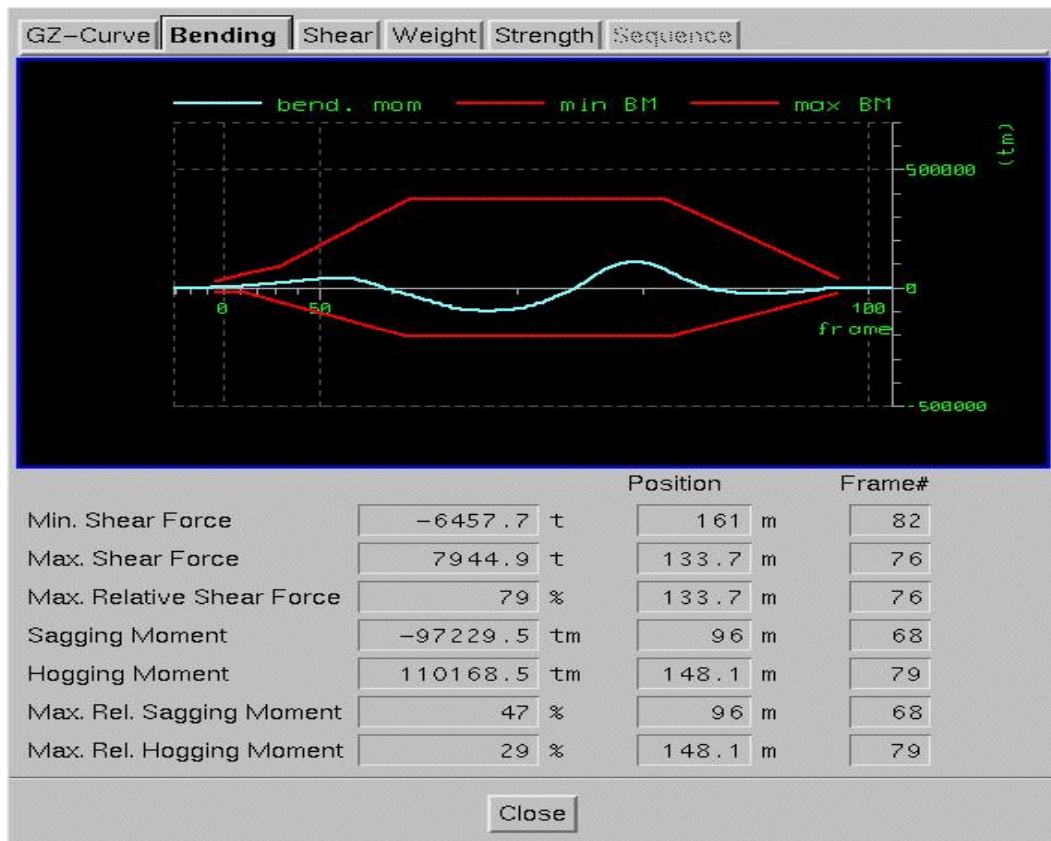 GZ-Curve Bending Shear Weight Strength Sequence
bend. mom min BM max BM
(tm)
500000
0
0 50 100
frame
-500000
Position Frame#
Min. Shear Force -6457.7 t 161 m 82
Max. Shear Force 7944.9 t 133.7 m 76
Max. Relative Shear Force 79 % 133.7 m 76
Sagging Moment -97229.5 tm 96 m 68
Hogging Moment 110168.5 tm 148.1 m 79
Max. Rel. Sagging Moment 47 % 96 m 68
Max. Rel. Hogging Moment 29 % 148.1 m 79
Close